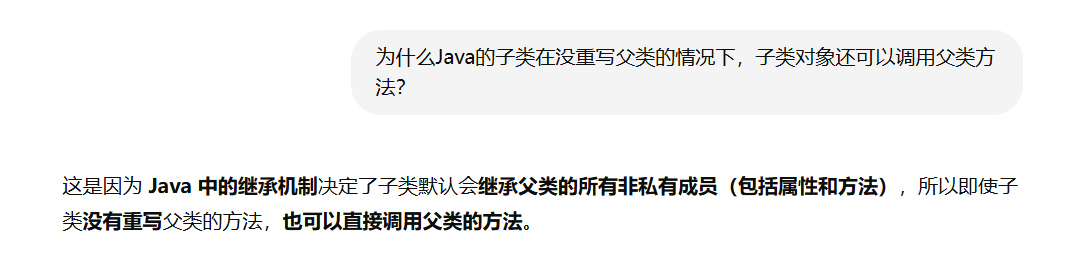 为什么Java的子类在没重写父类的情况下，子类对象还可以调用父类方
法？
这是因为 Java 中的继承机制决定了子类默认会继承父类的所有非私有成员（包括属性和方法），所以即使子
类没有重写父类的方法，也可以直接调用父类的方法。